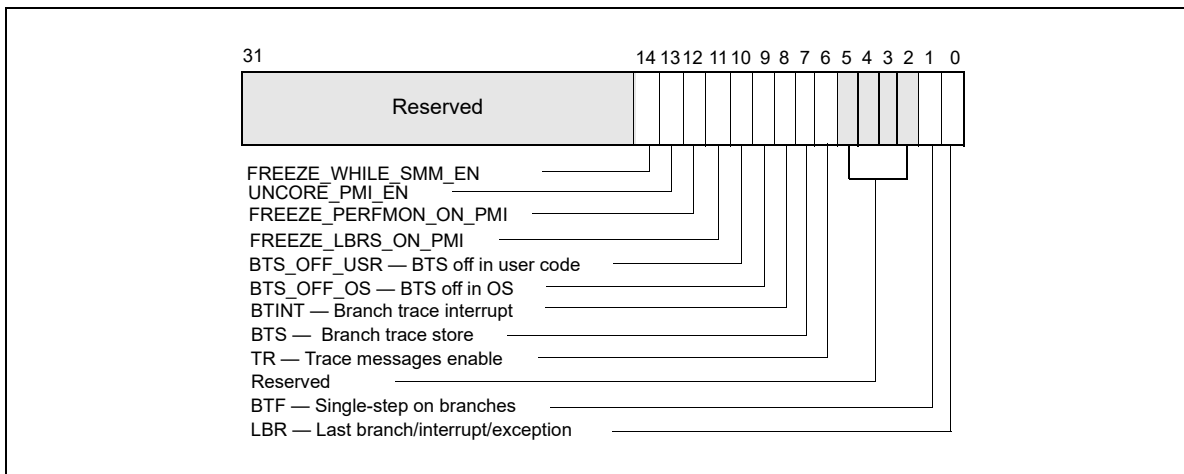 31 14 13 12 11 10 9 8 7 6 5 4 3 2 1 0
Reserved
FREEZE_WHILE_SMM_EN
UNCORE_PMI_EN
FREEZE_PERFMON_ON_PMI
FREEZE_LBRS_ON_PMI
BTS_OFF_USR — BTS off in user code
BTS_OFF_OS — BTS off in OS
BTINT — Branch trace interrupt
BTS — Branch trace store
TR — Trace messages enable
Reserved
BTF — Single-step on branches
LBR — Last branch/interrupt/exception